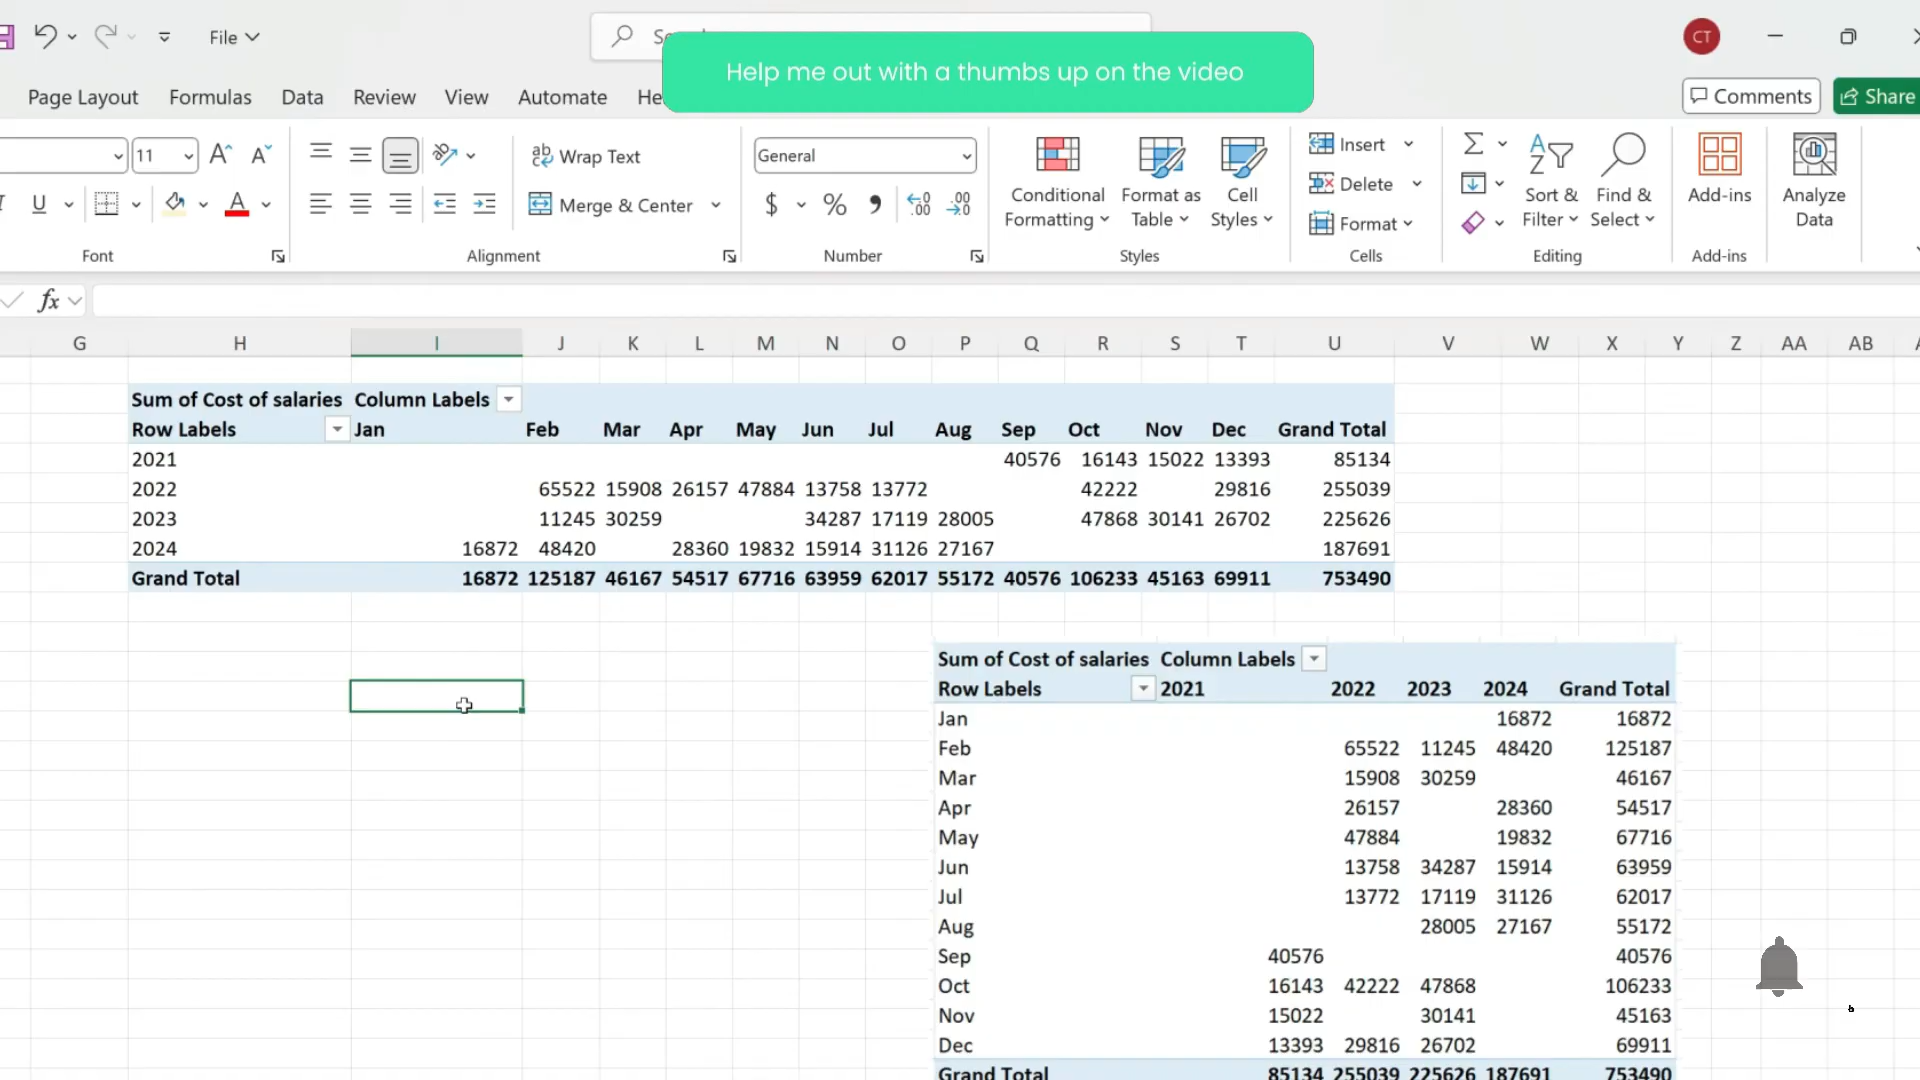 File
Help me out with a thumbs up on the video
CT
Page Layout Formulas Data Review View Automate
Comments Share
11 Wrap Text General Conditional Formatting Format as Table Cell Styles Insert Sort & Filter Find & Select Add-ins Analyze Data
U A Merge & Center $ % Delete
Format
Font Alignment Number Styles Cells Editing Add-ins
fx
G H I J K L M N O P Q R S T U V W X Y Z AA AB
Sum of Cost of salaries Column Labels
Row Labels Jan Feb Mar Apr May Jun Jul Aug Sep Oct Nov Dec Grand Total
2021 40576 16143 15022 13393 85134
2022 65522 15908 26157 47884 13758 13772 42222 29816 255039
2023 11245 30259 34287 17119 28005 47868 30141 26702 225626
2024 16872 48420 28360 19832 15914 31126 27167 187691
Grand Total 16872 125187 46167 54517 67716 63959 62017 55172 40576 106233 45163 69911 753490
Sum of Cost of salaries Column Labels
Row Labels 2021 2022 2023 2024 Grand Total
Jan 16872 16872
Feb 65522 11245 48420 125187
Mar 15908 30259 46167
Apr 26157 28360 54517
May 47884 19832 67716
Jun 13758 34287 15914 63959
Jul 13772 17119 31126 62017
Aug 28005 27167 55172
Sep 40576 40576
Oct 16143 42222 47868 106233
Nov 15022 30141 45163
Dec 13393 29816 26702 69911
Grand Total 85134 255039 225626 187691 753490